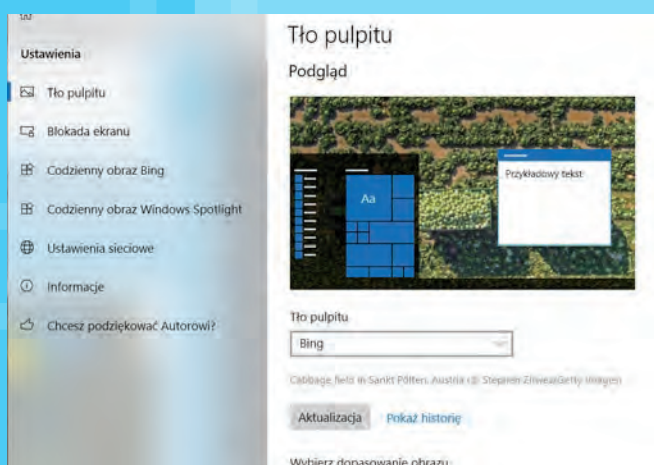 Ustawienia
Tło pulpitu
Blokada ekranu
Codzienny obraz Bing
Codzienny obraz Windows Spotlight
Ustawienia sieciowe
Informacje
Chcesz podziękować Autorowi?
Tło pulpitu
Podgląd
Aa
Przykładowy tekst
Tło pulpitu
Bing
Cabbage field in Sankt Pölten, Austria (© Stephen Images)
Aktualizacja
Pokaż historię
Wybierz dopasowanie obrazu